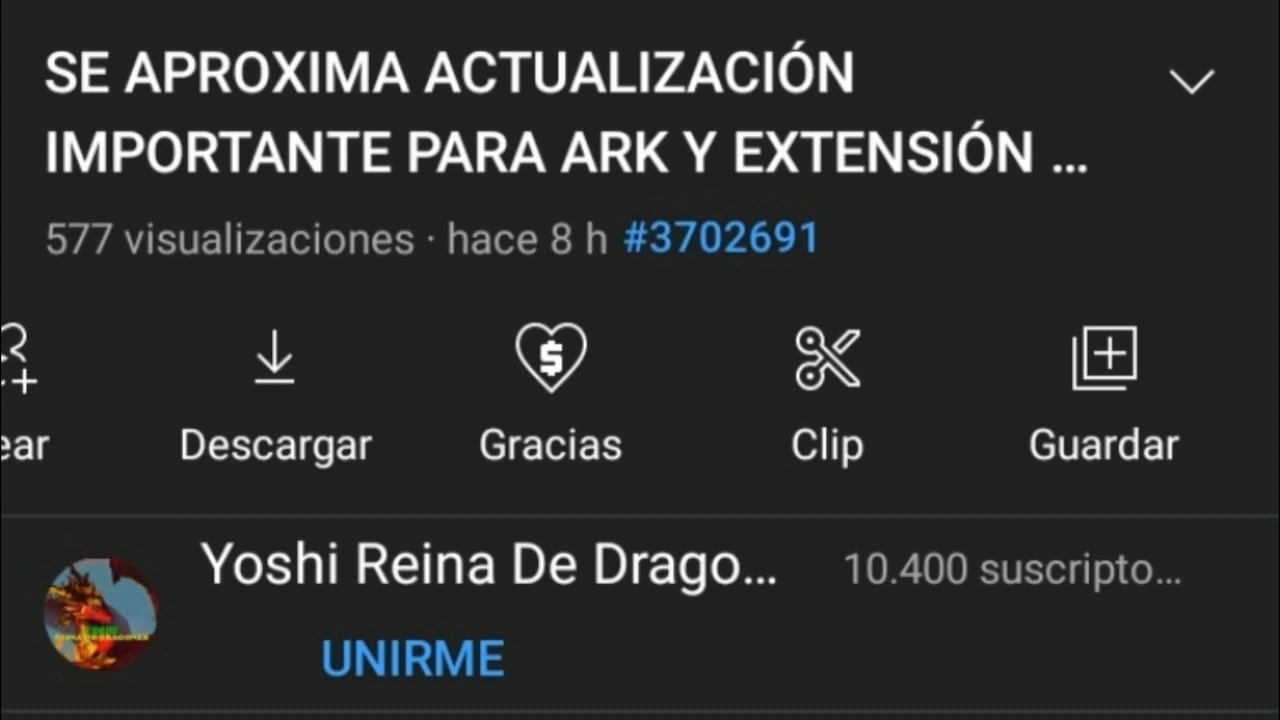 SE APROXIMA ACTUALIZACIÓN
IMPORTANTE PARA ARK Y EXTENSIÓN ...
577 visualizaciones · hace 8 h #3702691
ear
Descargar
Gracias
Clip
Guardar
Yoshi Reina De Drago...
10.400 suscripto...
UNIRME